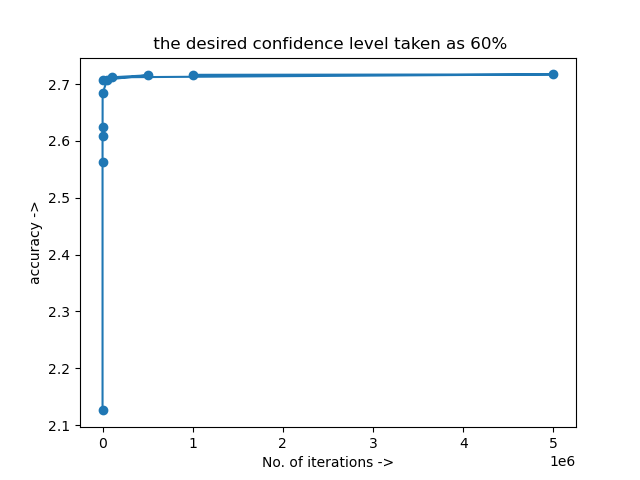 the desired confidence level taken as 60%
accuracy ->
2.7
2.6
2.5
2.4
2.3
2.2
2.1
0 1 2 3 4 5
1e6
No. of iterations ->